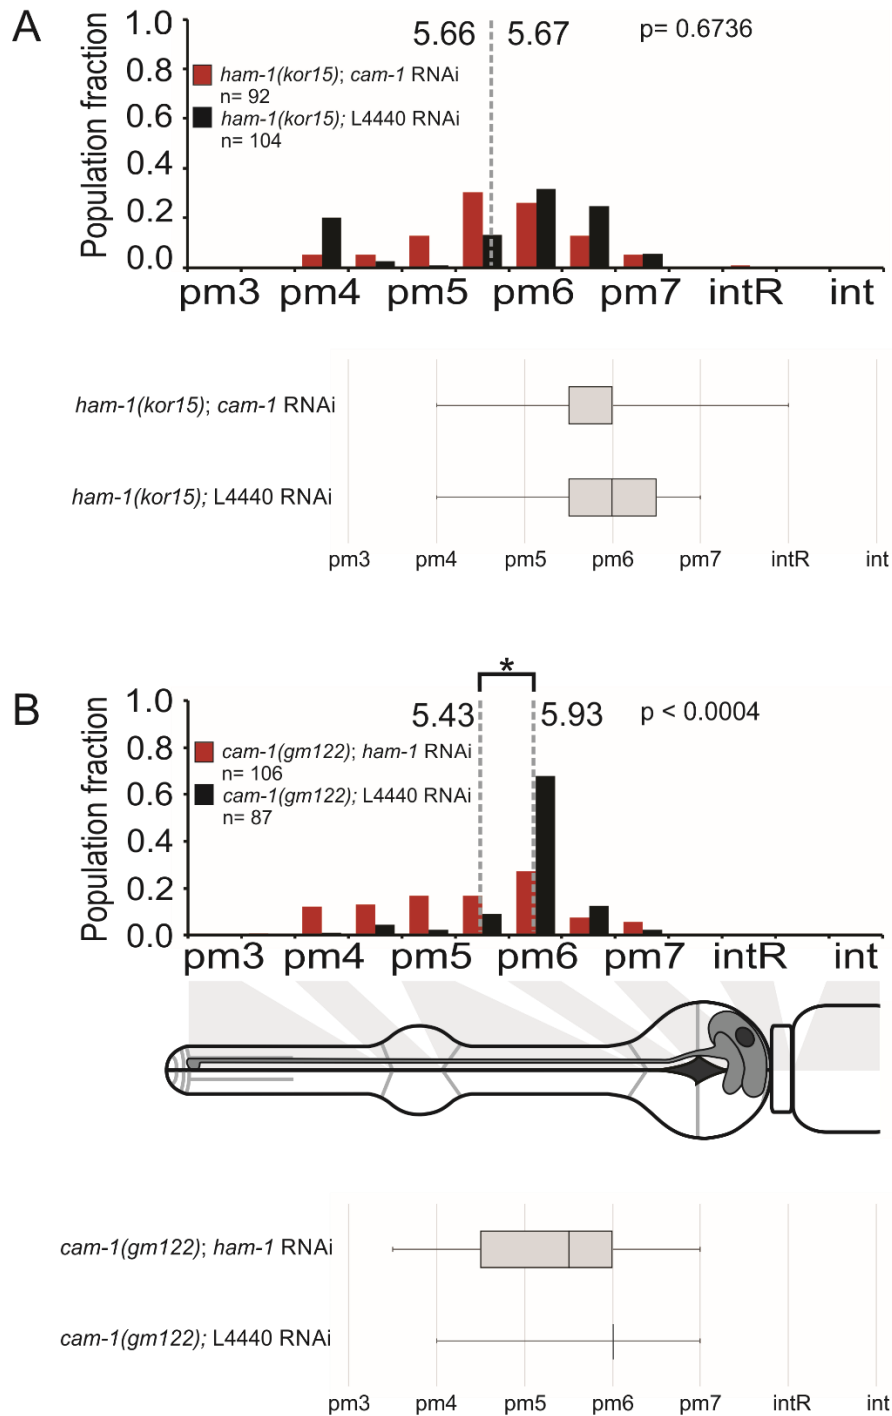 A
5.66 5.67 p= 0.6736
Population fraction
1.0
0.8
0.6
0.4
0.2
0.0
ham-1(kor15); cam-1 RNAi
n= 92
ham-1(kor15); L4440 RNAi
n= 104
pm3 pm4 pm5 pm6 pm7 intR int
ham-1(kor15); cam-1 RNAi
ham-1(kor15); L4440 RNAi
pm3 pm4 pm5 pm6 pm7 intR int
*
B
5.43 5.93 p < 0.0004
Population fraction
1.0
0.8
0.6
0.4
0.2
0.0
cam-1(gm122); ham-1 RNAi
n= 106
cam-1(gm122); L4440 RNAi
n= 87
pm3 pm4 pm5 pm6 pm7 intR int
cam-1(gm122); ham-1 RNAi
cam-1(gm122); L4440 RNAi
pm3 pm4 pm5 pm6 pm7 intR int